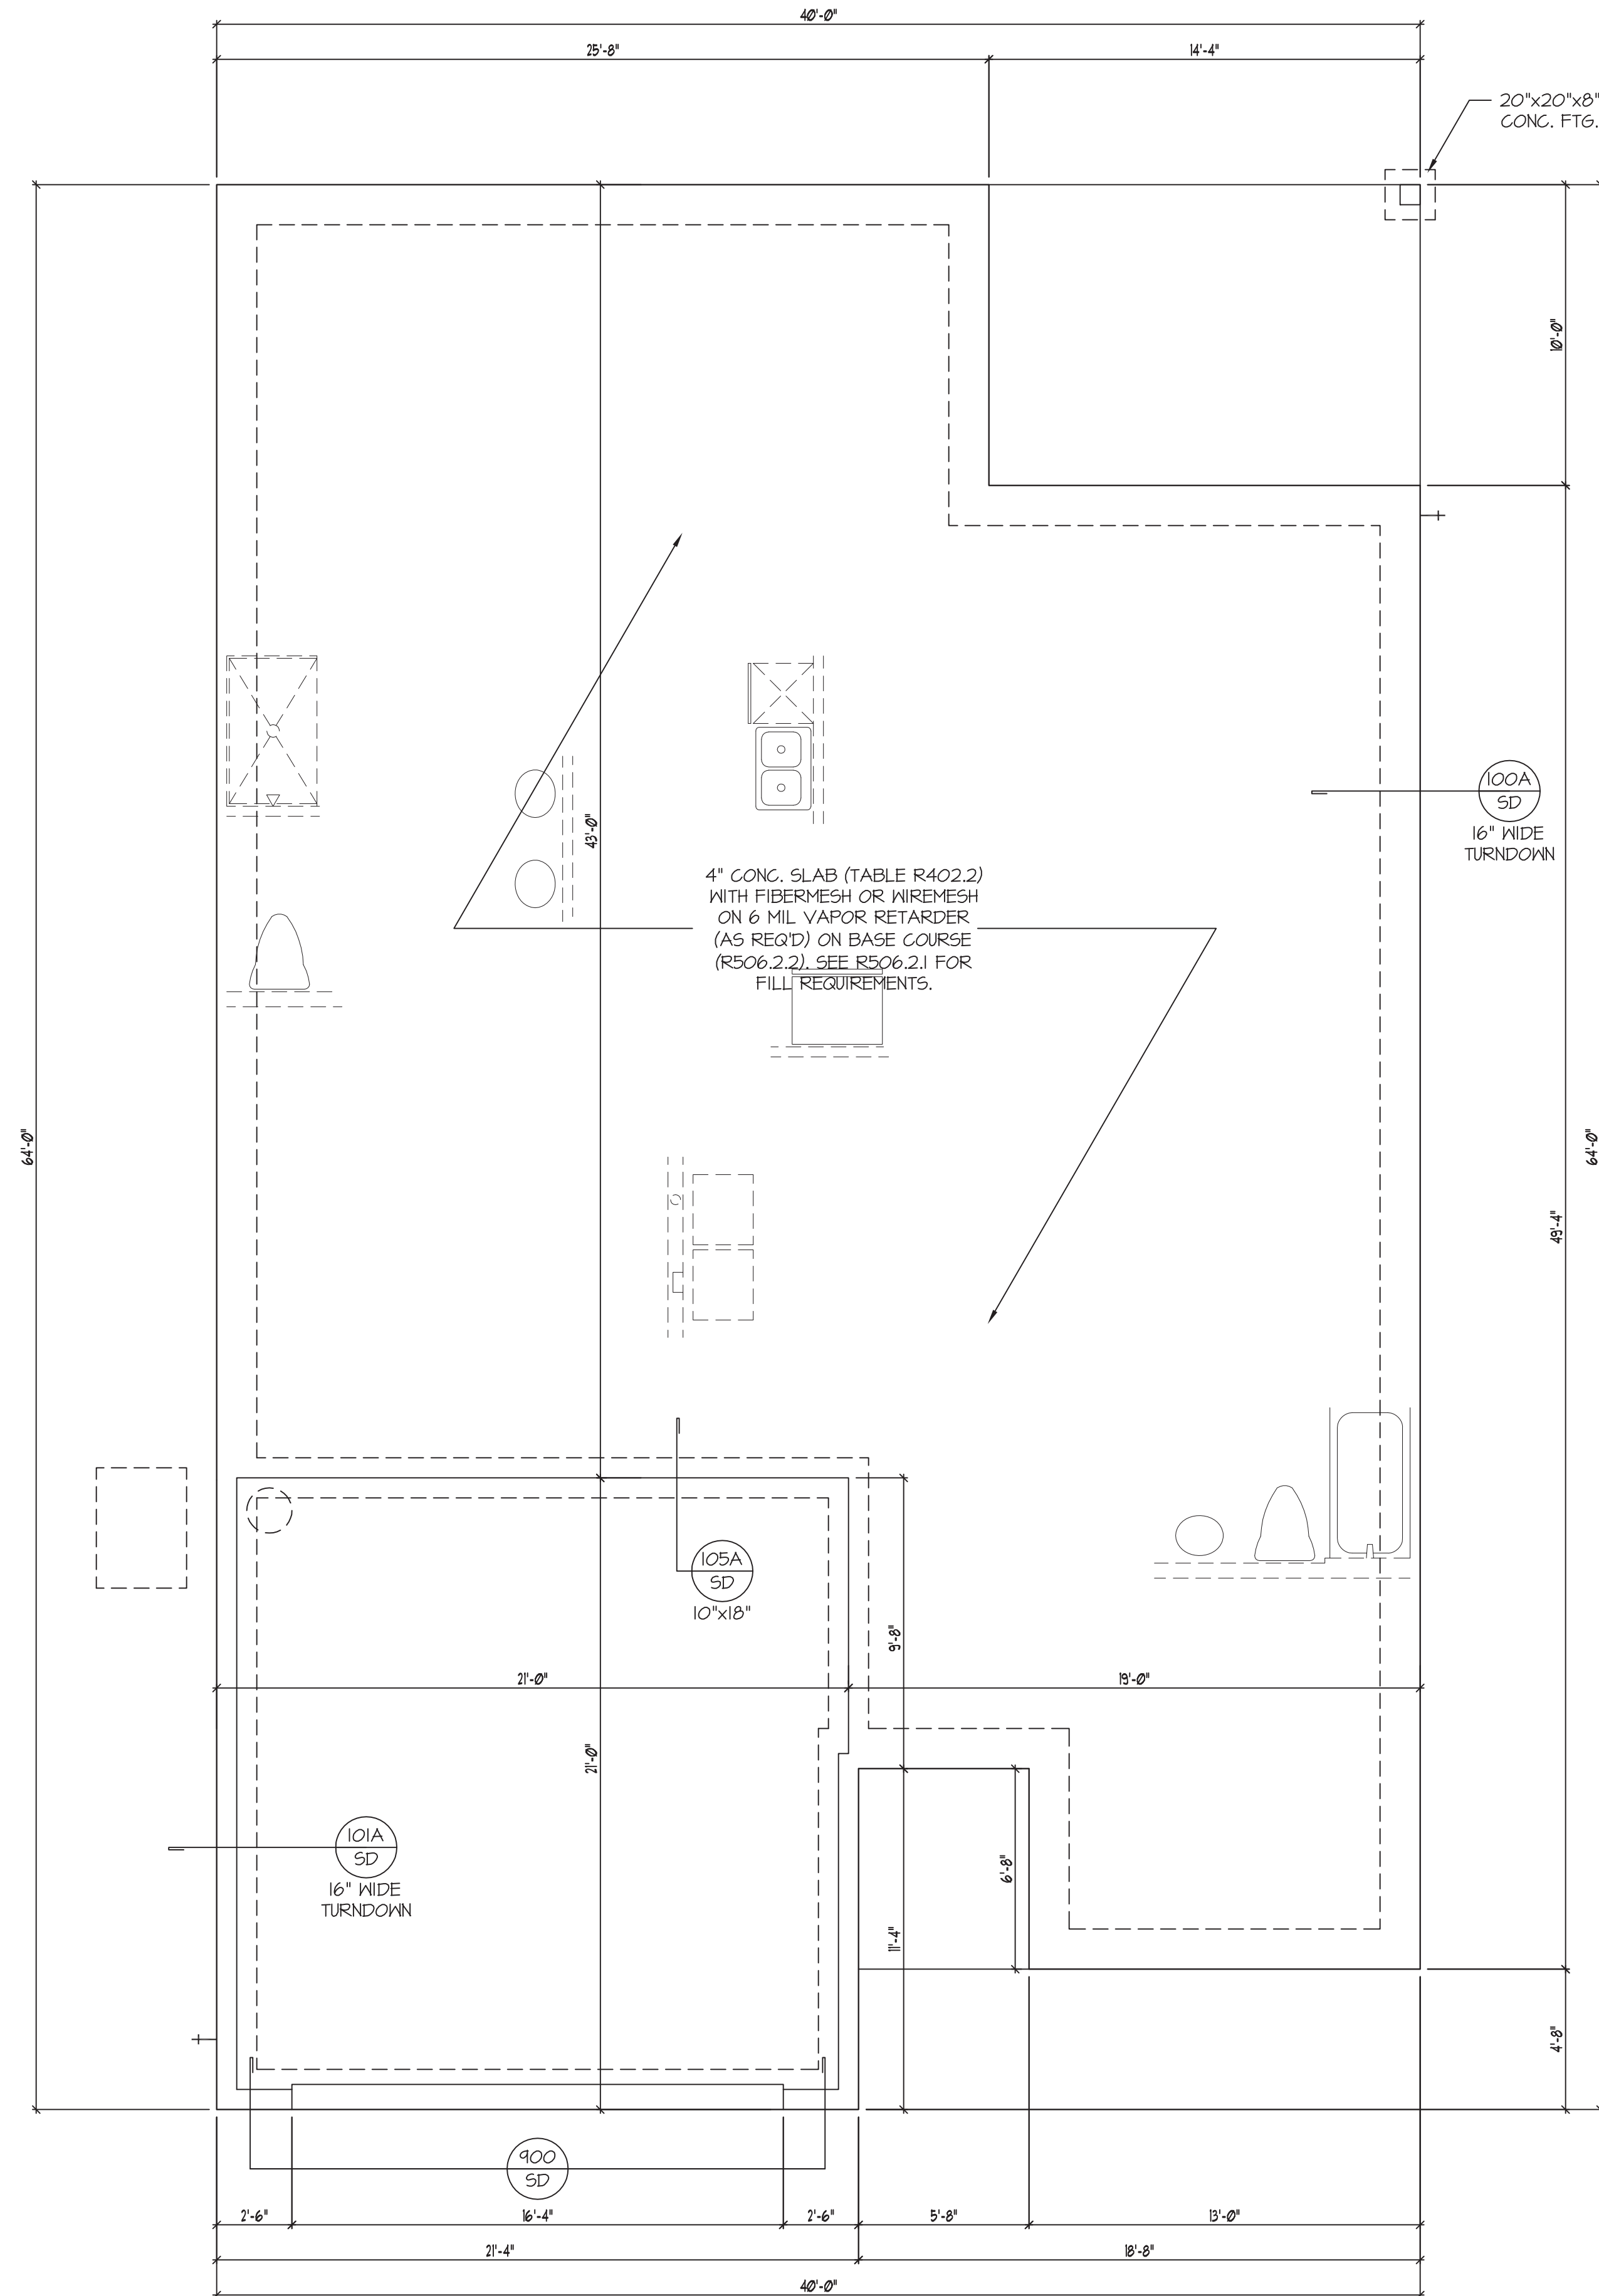 40'-0"
25'-8"
14'-4"
20"x20"x8"
CONC. FTG.
10'-0"
43'-0"
100A
SD
16" WIDE
TURNDOWN
4" CONC. SLAB (TABLE R402.2)
WITH FIBERMESH OR WIREMESH
ON 6 MIL VAPOR RETARDER
(AS REQ'D) ON BASE COURSE
(R506.2.2). SEE R506.2.1 FOR
FILL REQUIREMENTS.
64'-0"
64'-0"
49'-4"
105A
SD
10"x18"
9'-8"
21'-0"
19'-0"
21'-0"
101A
SD
16" WIDE
TURNDOWN
6'-8"
11'-4"
4'-8"
900
SD
2'-6"
16'-4"
2'-6"
5'-8"
13'-0"
21'-4"
18'-8"
40'-0"